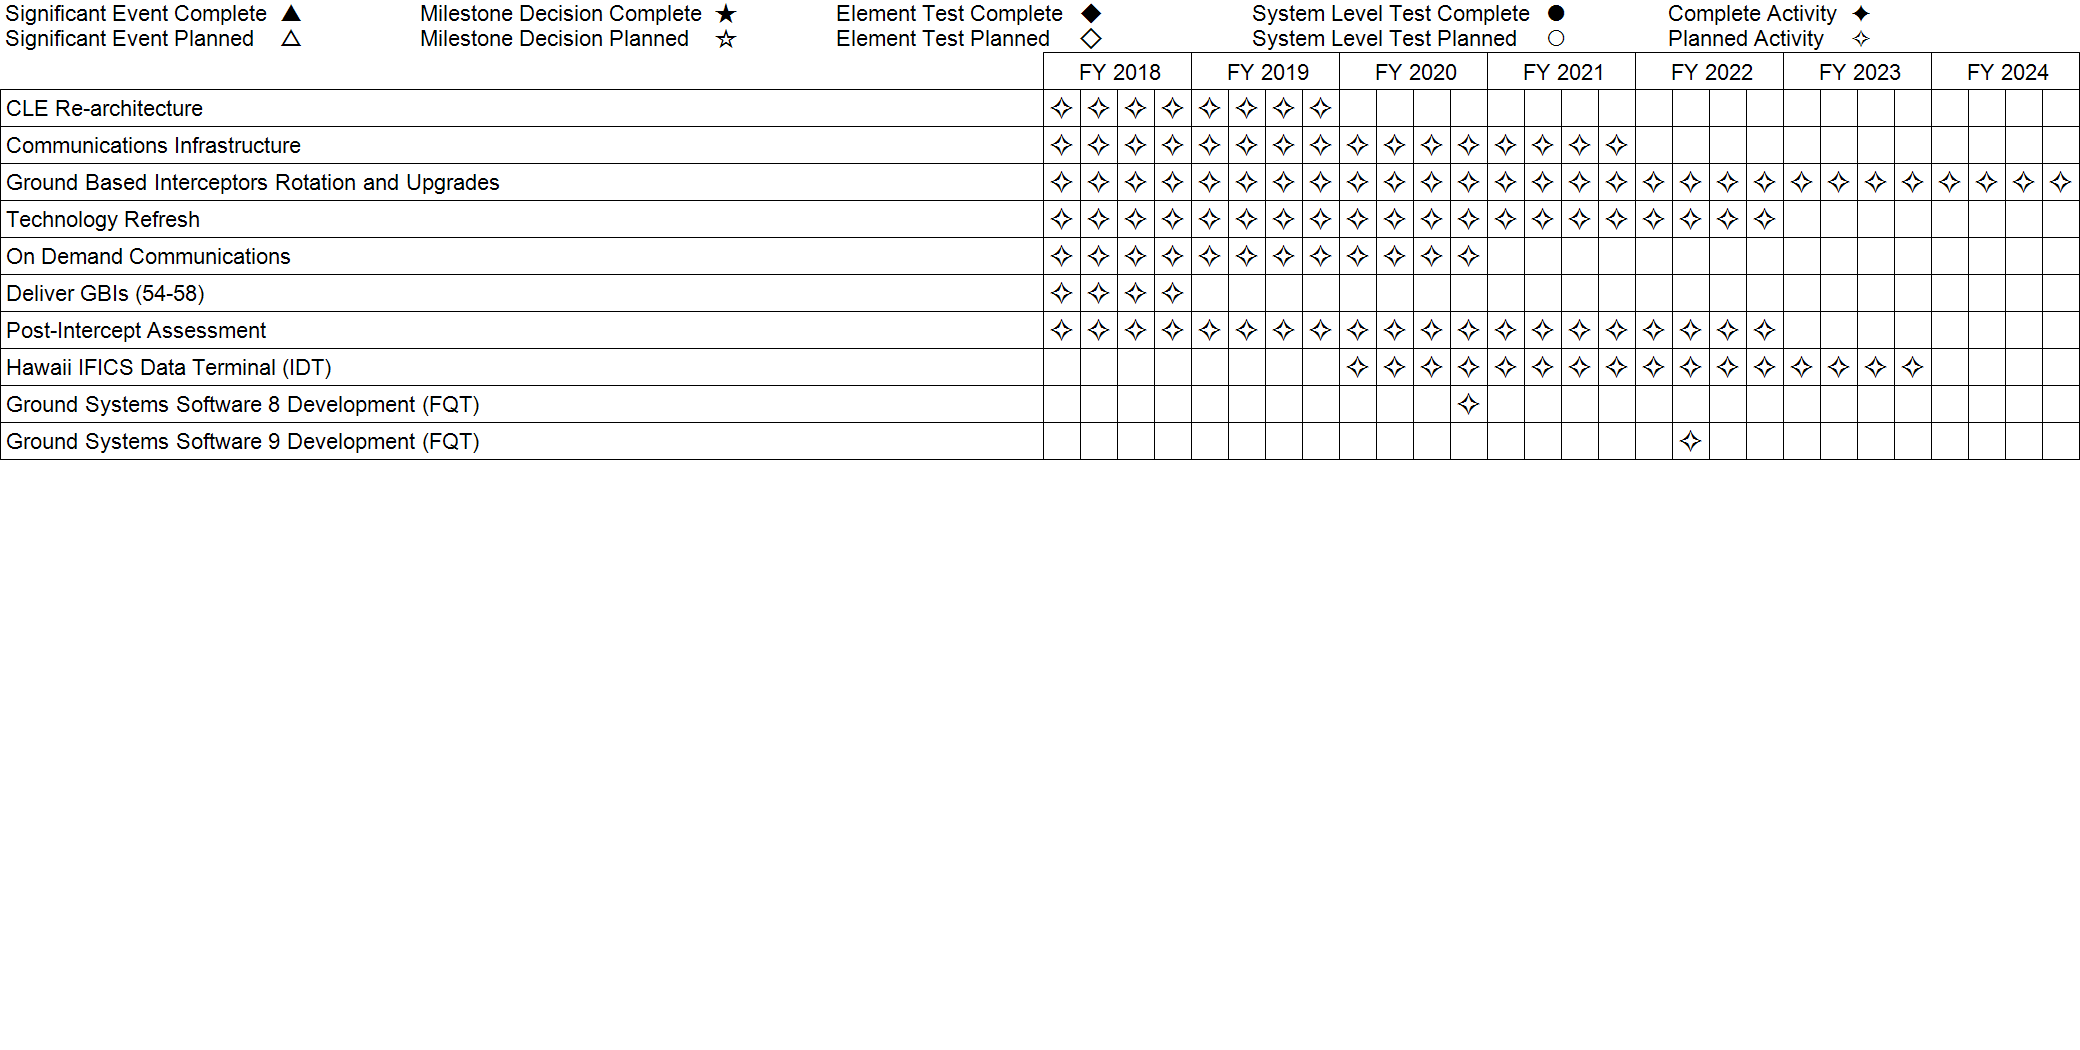 Significant Event Complete ▲ Milestone Decision Complete ★ Element Test Complete ◆ System Level Test Complete ● Complete Activity ✦
Significant Event Planned △ Milestone Decision Planned ☆ Element Test Planned ◇ System Level Test Planned ○ Planned Activity ✧
FY 2018 FY 2019 FY 2020 FY 2021 FY 2022 FY 2023 FY 2024
CLE Re-architecture ✧ ✧ ✧ ✧ ✧ ✧ ✧ ✧
Communications Infrastructure ✧ ✧ ✧ ✧ ✧ ✧ ✧ ✧ ✧ ✧ ✧ ✧ ✧ ✧ ✧ ✧
Ground Based Interceptors Rotation and Upgrades ✧ ✧ ✧ ✧ ✧ ✧ ✧ ✧ ✧ ✧ ✧ ✧ ✧ ✧ ✧ ✧ ✧ ✧ ✧ ✧ ✧ ✧ ✧ ✧ ✧ ✧ ✧ ✧
Technology Refresh ✧ ✧ ✧ ✧ ✧ ✧ ✧ ✧ ✧ ✧ ✧ ✧ ✧ ✧ ✧ ✧ ✧ ✧ ✧ ✧
On Demand Communications ✧ ✧ ✧ ✧ ✧ ✧ ✧ ✧ ✧ ✧ ✧ ✧
Deliver GBIs (54-58) ✧ ✧ ✧ ✧
Post-Intercept Assessment ✧ ✧ ✧ ✧ ✧ ✧ ✧ ✧ ✧ ✧ ✧ ✧ ✧ ✧ ✧ ✧ ✧ ✧ ✧ ✧
Hawaii IFICS Data Terminal (IDT) ✧ ✧ ✧ ✧ ✧ ✧ ✧ ✧ ✧ ✧ ✧ ✧ ✧ ✧ ✧ ✧
Ground Systems Software 8 Development (FQT) ✧
Ground Systems Software 9 Development (FQT) ✧